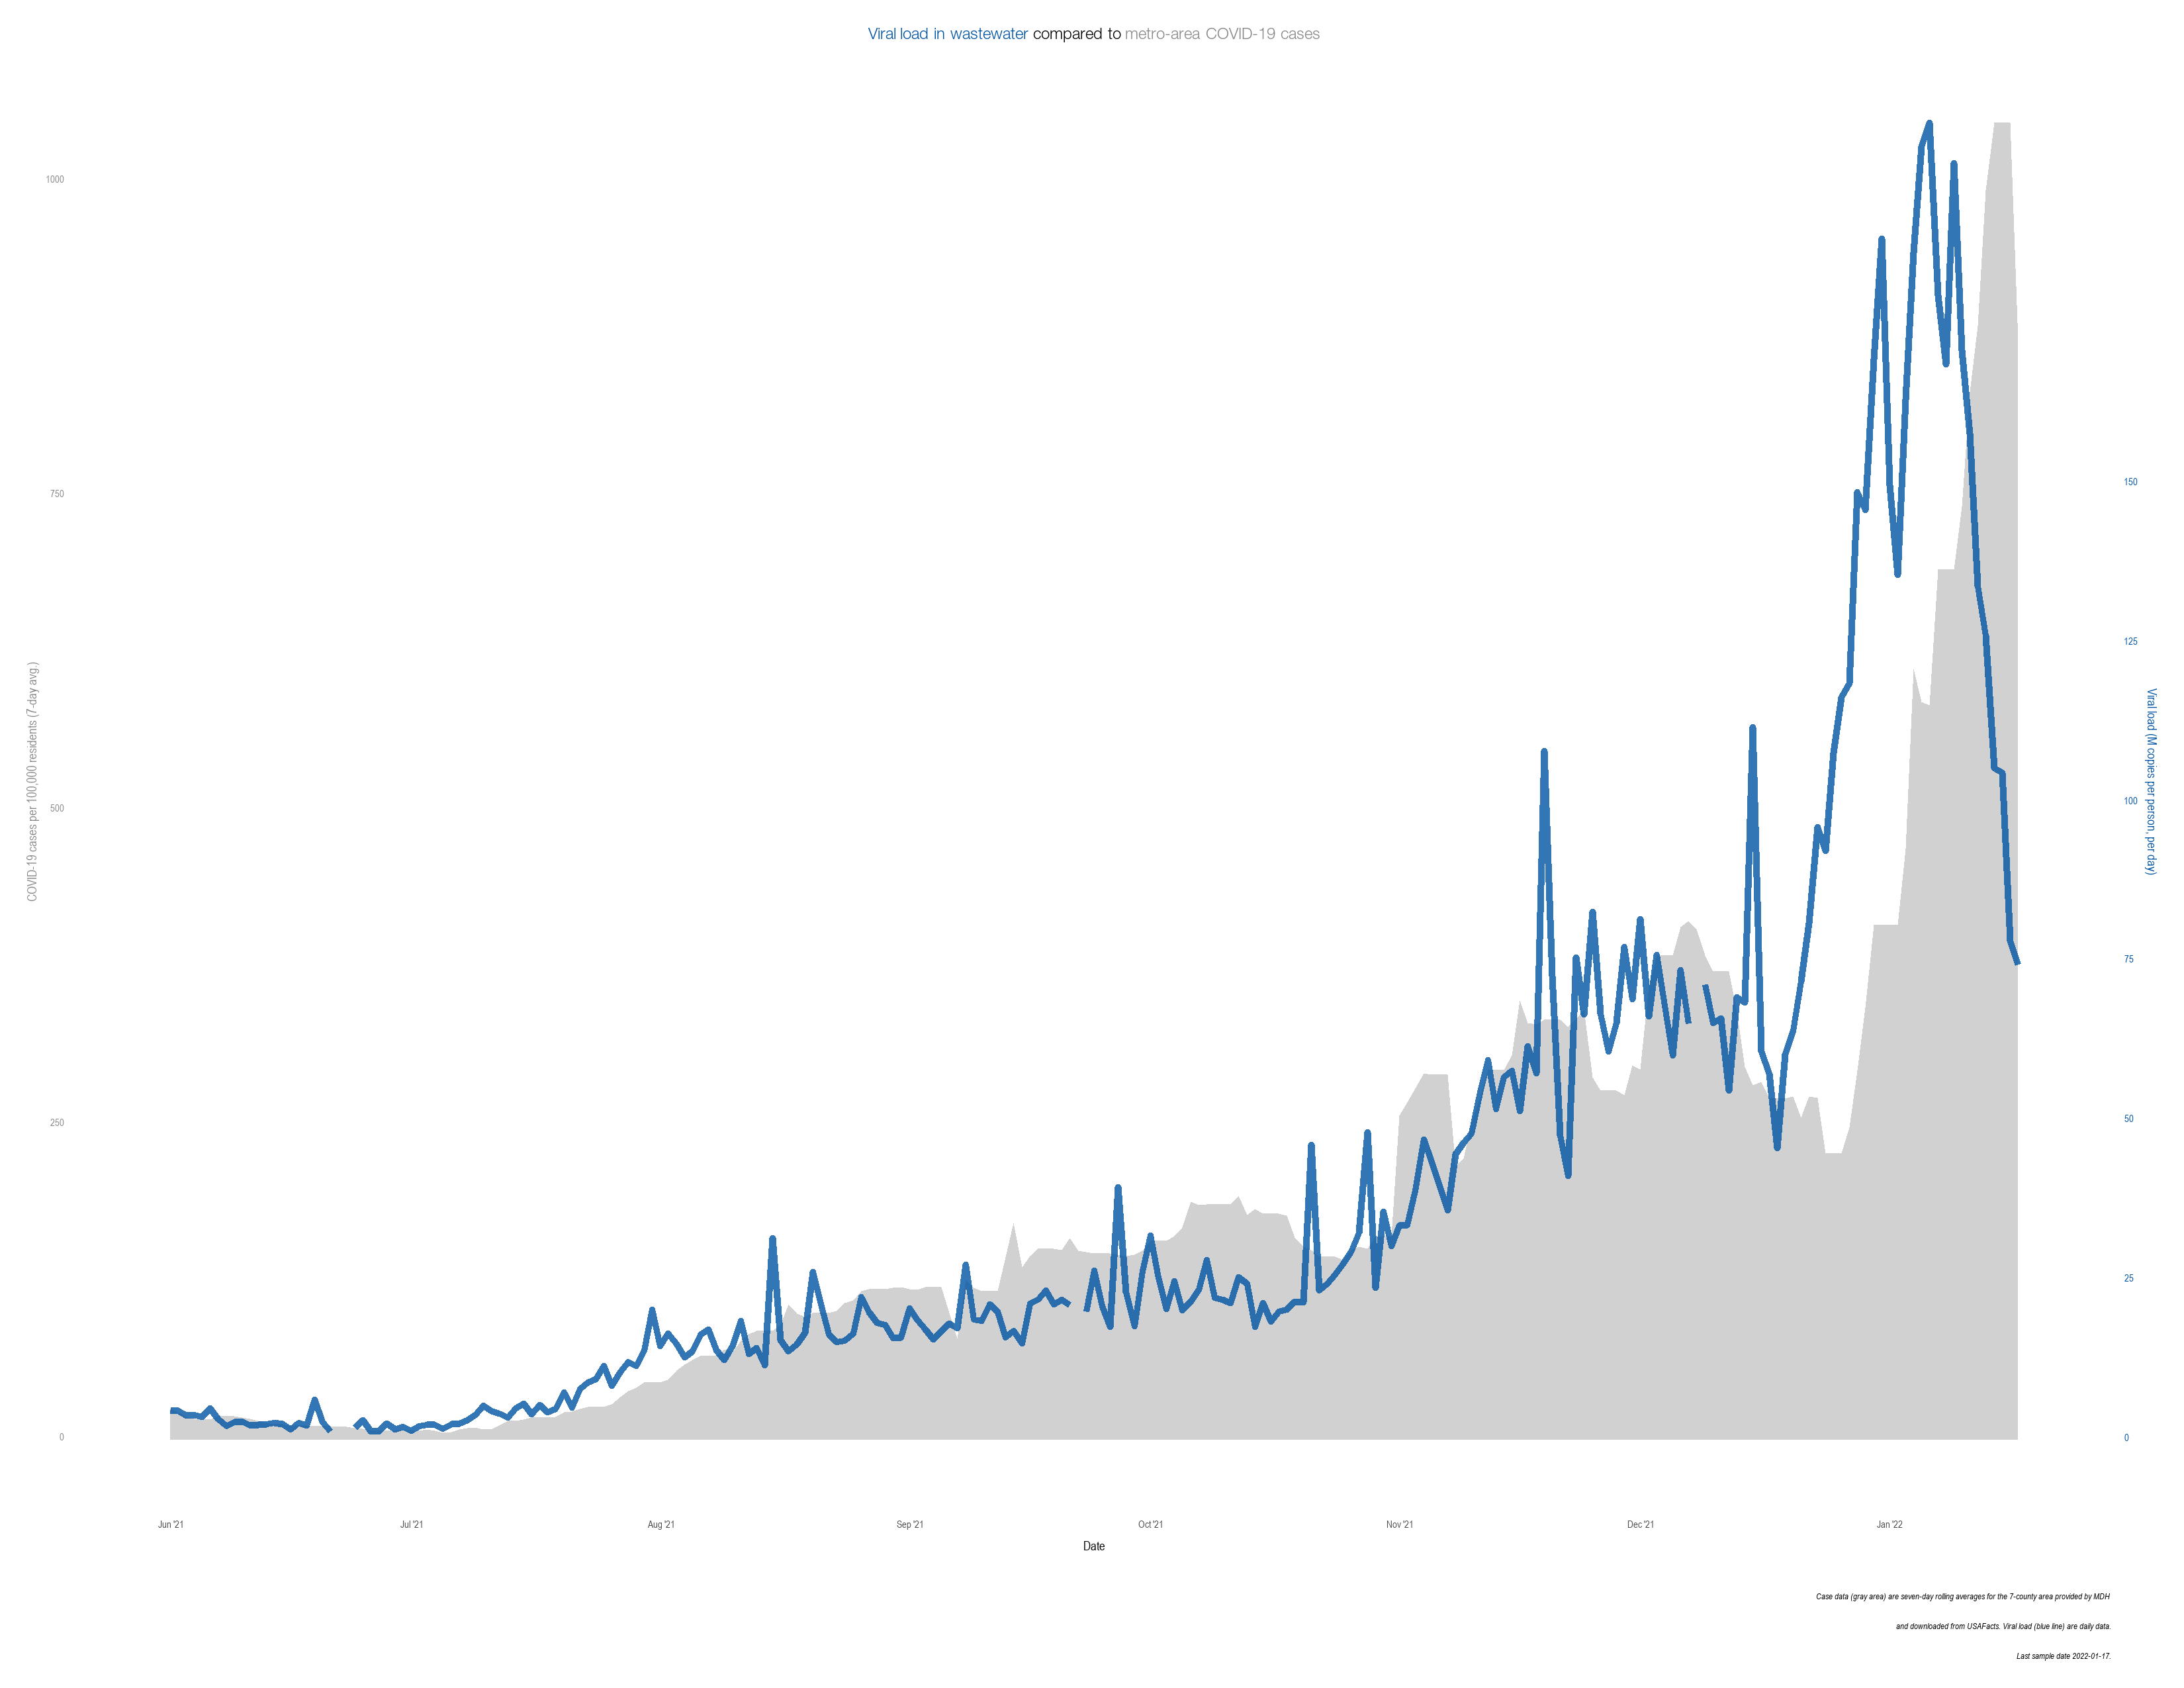 Viral load in wastewater compared to metro-area COVID-19 cases
1000
750
500
250
0
COVID-19 cases per 100,000 residents (7-day avg.)
150
125
100
75
50
25
0
Viral load (M copies per person, per day)
Jun '21
Jul '21
Aug '21
Sep '21
Oct '21
Nov '21
Dec '21
Jan '22
Date
Case data (gray area) are seven-day rolling averages for the 7-county area provided by MDH
and downloaded from USAFacts. Viral load (blue line) are daily data.
Last sample date 2022-01-17.